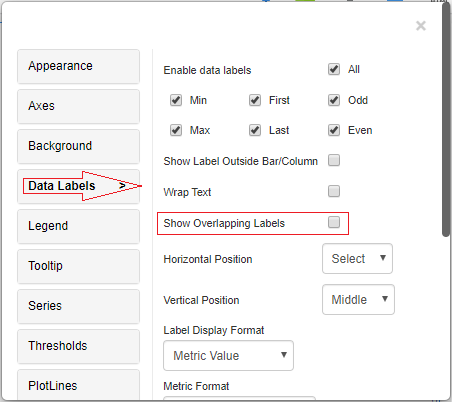 ×
Appearance
Axes
Background
Data Labels >
Legend
Tooltip
Series
Thresholds
PlotLines
Enable data labels All
Min First Odd
Max Last Even
Show Label Outside Bar/Column
Wrap Text
Show Overlapping Labels
Horizontal Position Select
Vertical Position Middle
Label Display Format
Metric Value
Metric Format